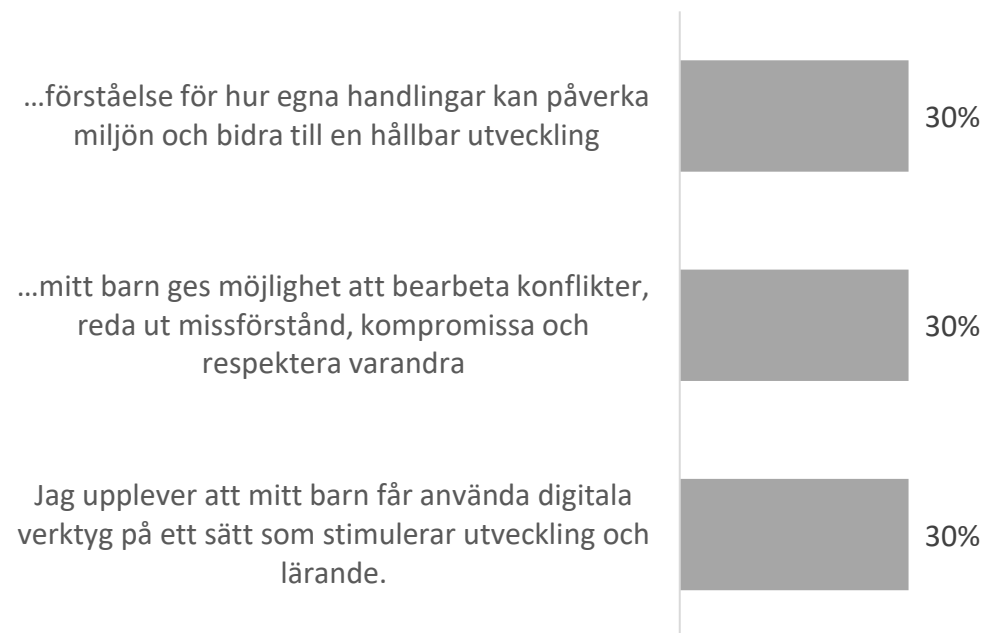 ...förståelse för hur egna handlingar kan påverka
miljön och bidra till en hållbar utveckling
30%
...mitt barn ges möjlighet att bearbeta konflikter,
reda ut missförstånd, kompromissa och
respektera varandra
30%
Jag upplever att mitt barn får använda digitala
verktyg på ett sätt som stimulerar utveckling och
lärande.
30%